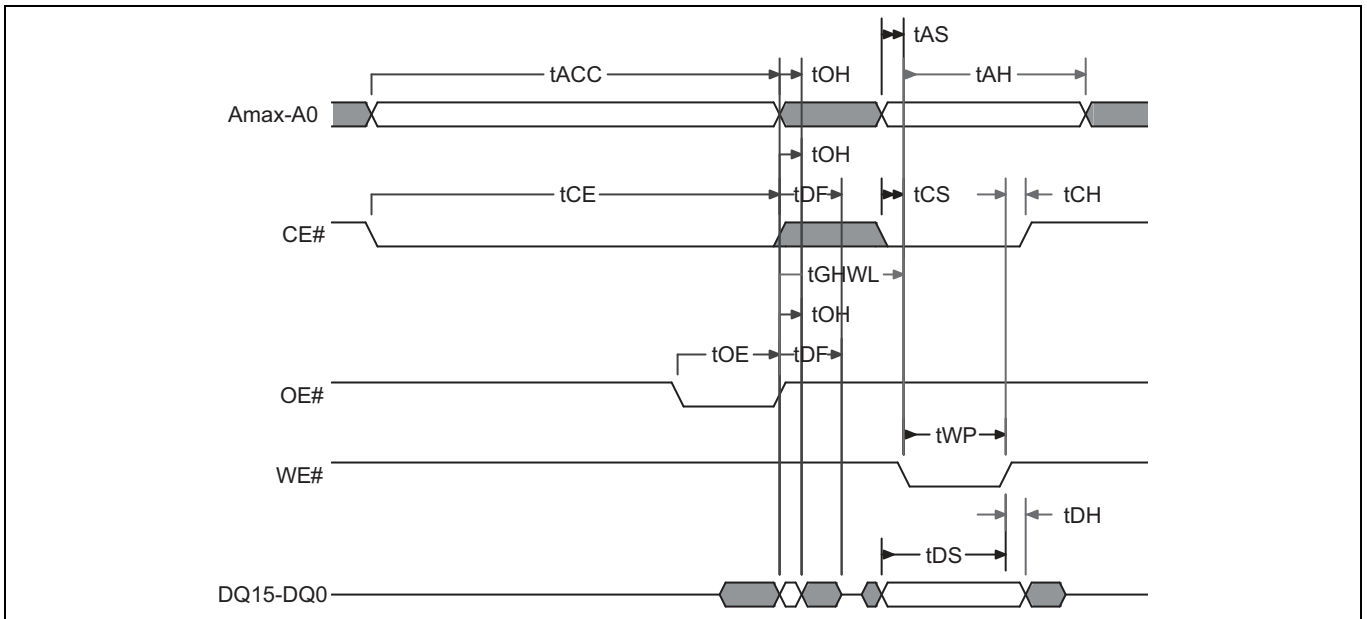 tAS
tACC tOH tAH
Amax-A0
tOH
tCE tDF tCS tCH
CE#
tGHWL
tOH
tOE tDF
OE#
tWP
WE#
tDH
tDS
DQ15-DQ0